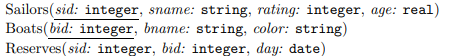 Sailors(sid: integer, sname: string, rating: integer, age: real)
Boats(bid: integer, bname: string, color: string)
Reserves(sid: integer, bid: integer, day: date)